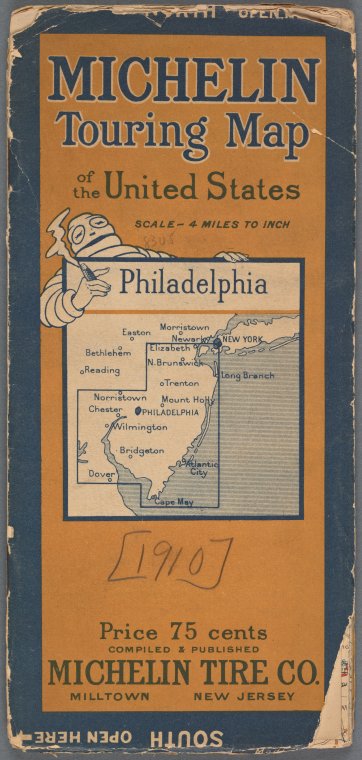 NORTH OPEN
MICHELIN
Touring Map
of the United States
SCALE - 4 MILES TO INCH
Philadelphia
Morristown
Easton
Newark
NEW YORK
Elizabeth
Bethlehem
N. Brunswick
Reading
Long Branch
Trenton
Norristown
Mount Holly
Chester
PHILADELPHIA
Wilmington
Bridgton
Atlantic City
Dover
Cape May
[1910]
Price 75 cents
COMPILED & PUBLISHED
MICHELIN TIRE CO.
MILLTOWN NEW JERSEY
SOUTH OPEN HERE